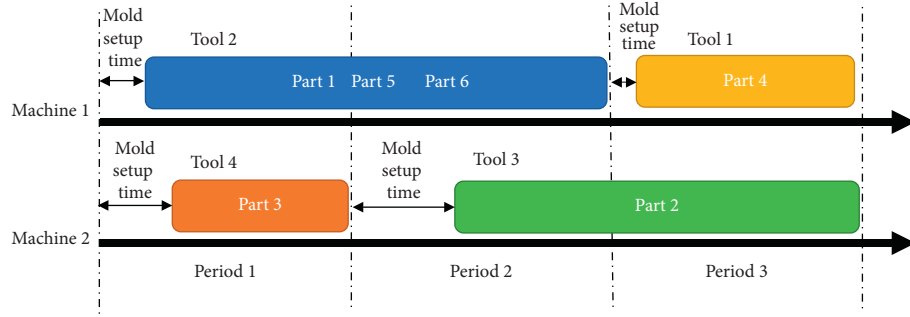 Mold
setup
time
Tool 2
Mold
setup
time
Tool 1
Part 1 Part 5 Part 6
Part 4
Machine 1
Mold
setup
time
Tool 4
Mold
setup
time
Tool 3
Part 3
Part 2
Machine 2
Period 1
Period 2
Period 3